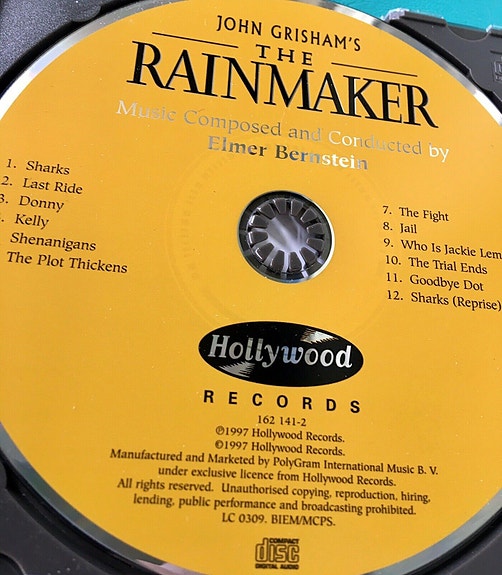 JOHN GRISHAM'S
THE
RAINMAKER
Music Composed and Conducted by
Elmer Bernstein
1. Sharks
2. Last Ride
3. Donny
. Kelly
Shenanigans
The Plot Thickens
7. The Fight
8. Jail
9. Who Is Jackie Lem
10. The Trial Ends
11. Goodbye Dot
12. Sharks (Reprise)
Hollywood
RECORDS
162 141-2
℗1997 Hollywood Records.
©1997 Hollywood Records.
Manufactured and Marketed by PolyGram International Music B. V.
under exclusive licence from Hollywood Records.
All rights reserved. Unauthorised copying, reproduction, hiring,
lending, public performance and broadcasting prohibited.
LC 0309. BIEM/MCPS.
COMPACT
disc
DIGITAL AUDIO